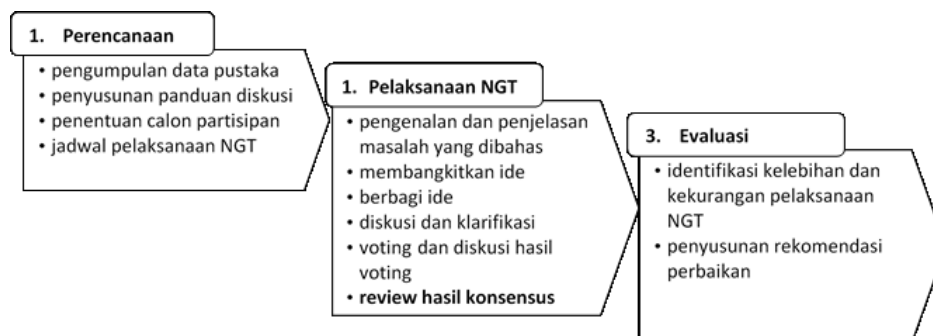 1. Perencanaan
• pengumpulan data pustaka
• penyusunan panduan diskusi
• penentuan calon partisipan
• jadwal pelaksanaan NGT
1. Pelaksanaan NGT
• pengenalan dan penjelasan
masalah yang dibahas
• membangkitkan ide
• berbagi ide
• diskusi dan klarifikasi
• voting dan diskusi hasil
voting
• review hasil konsensus
3. Evaluasi
• identifikasi kelebihan dan
kekurangan pelaksanaan
NGT
• penyusunan rekomendasi
perbaikan